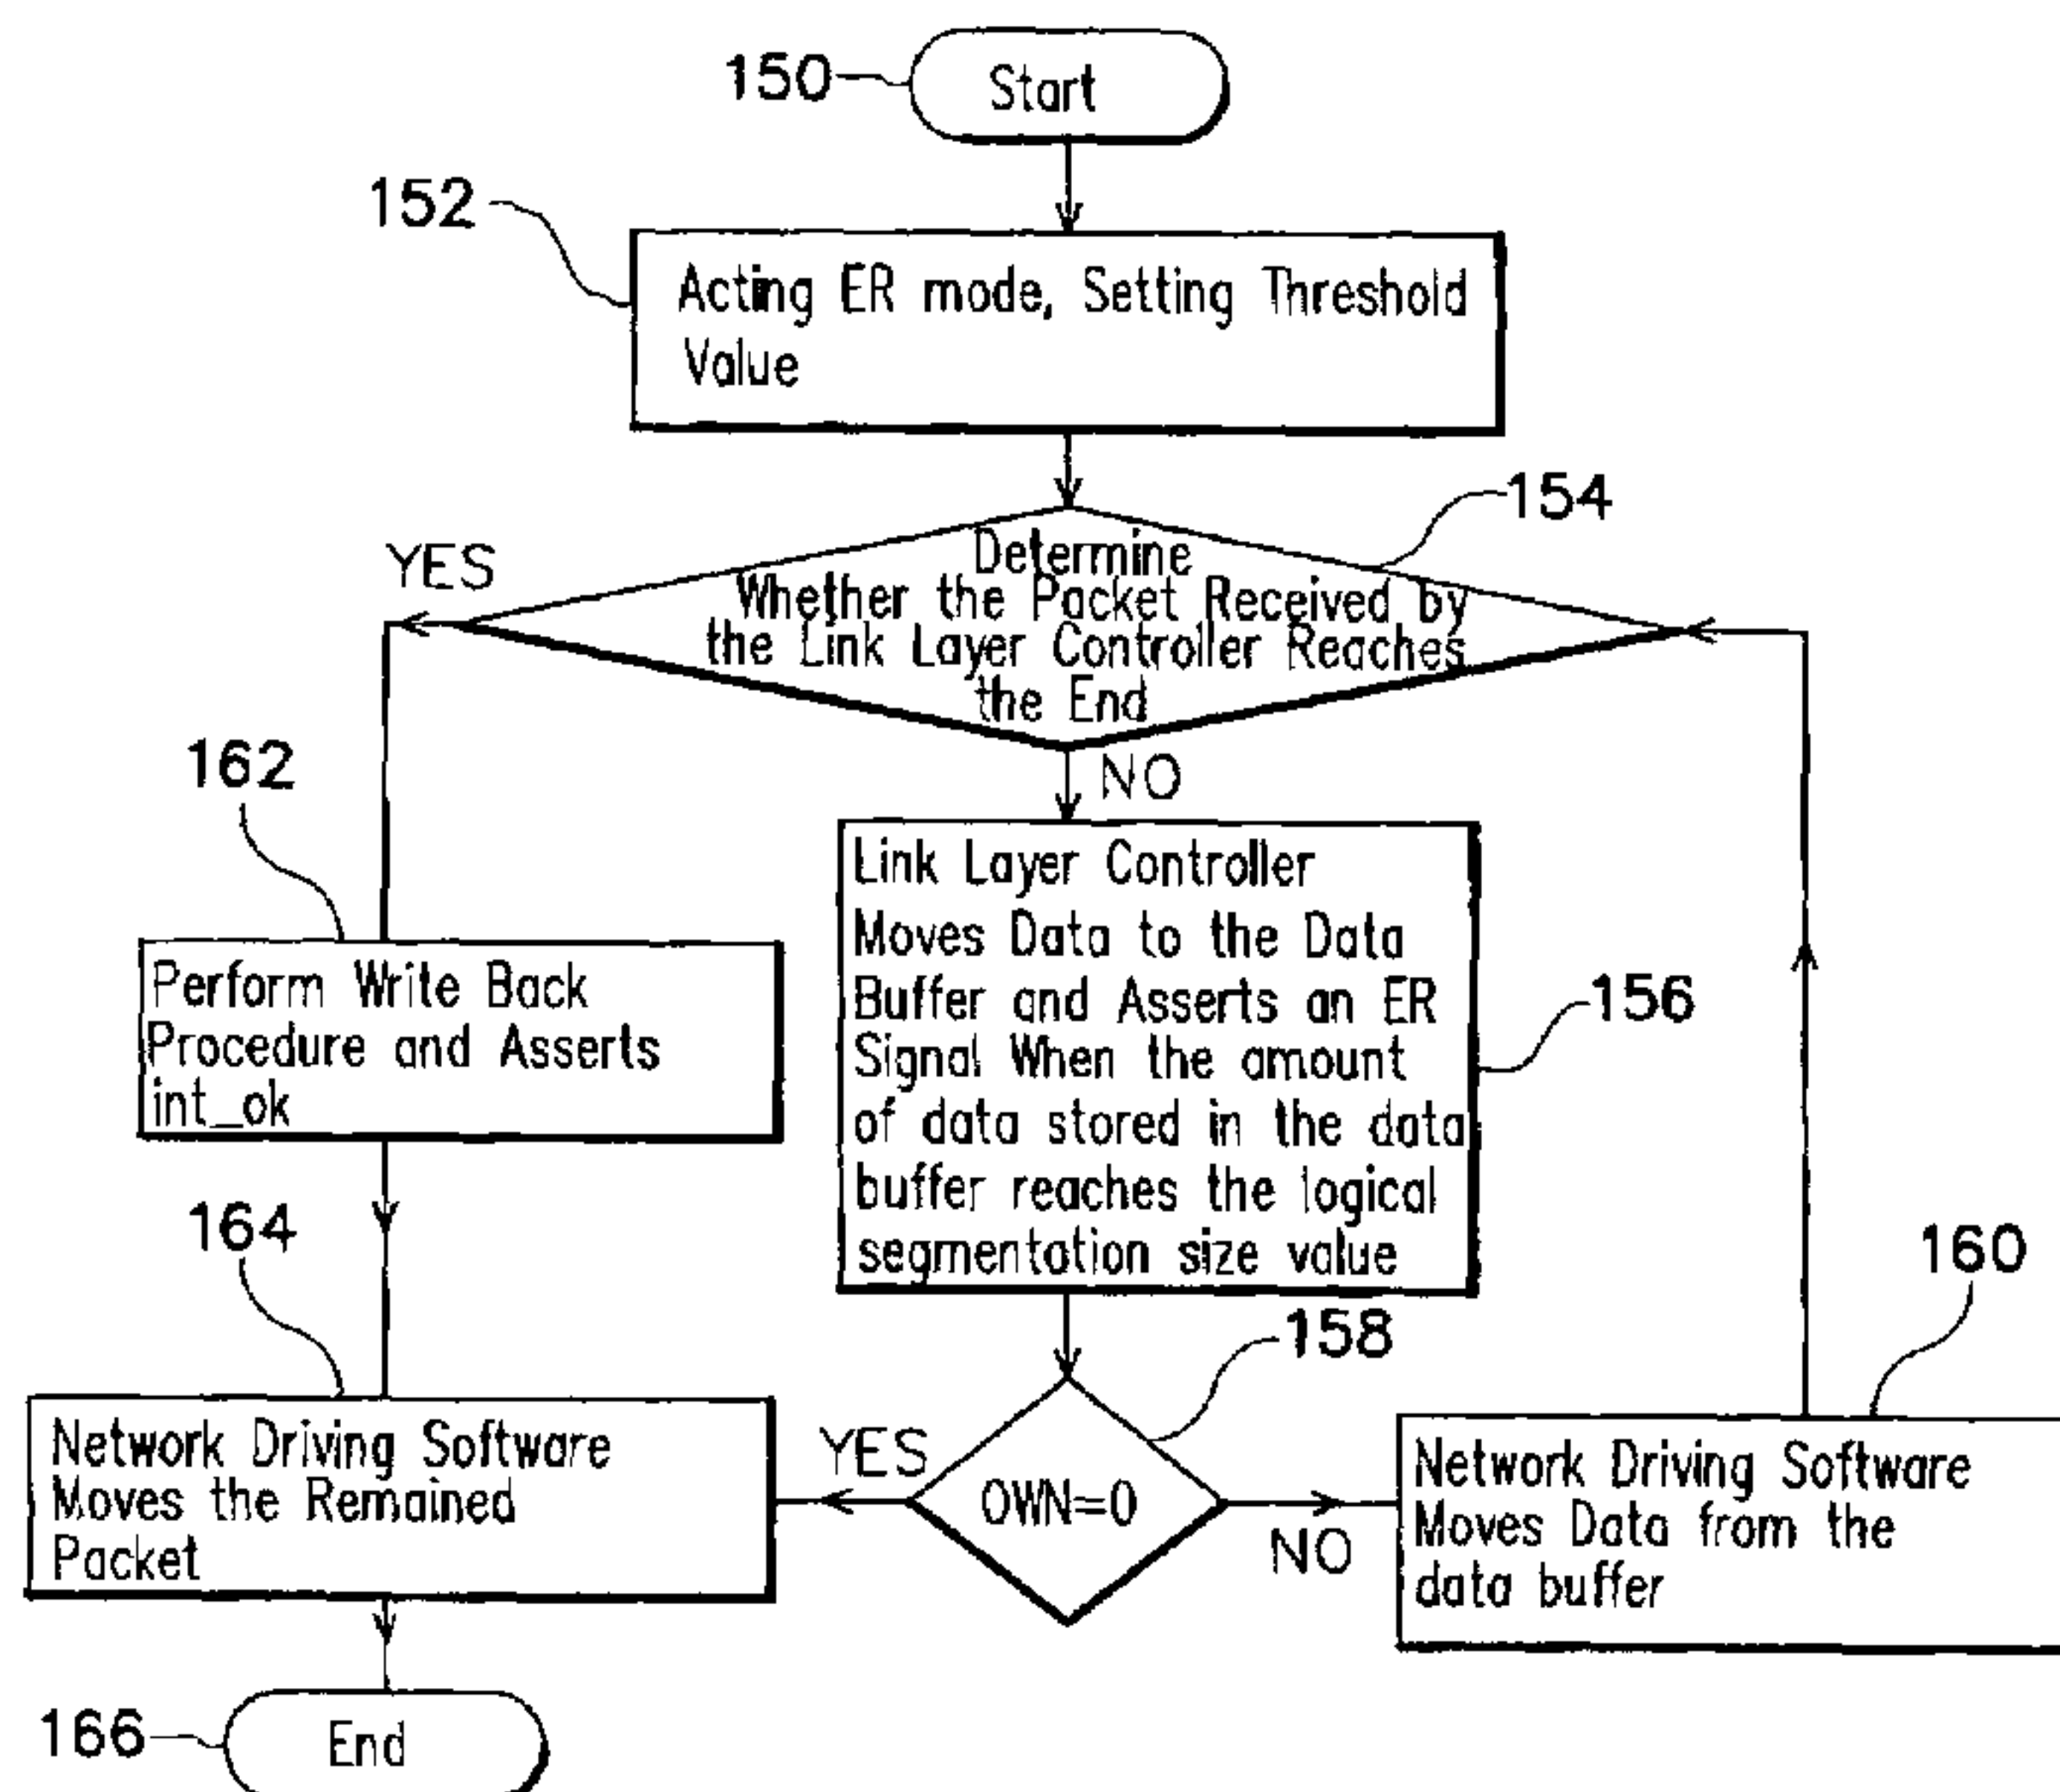 150
Start
152
Acting ER mode, Setting Threshold
Value
154
Determine
Whether the Packet Received by
the Link Layer Controller Reaches
the End
YES
NO
162
Perform Write Back
Procedure and Asserts
int_ok
Link Layer Controller
Moves Data to the Data
Buffer and Asserts an ER
Signal When the amount
of data stored in the data
buffer reaches the logical
segmentation size value
156
164
Network Driving Software
Moves the Remained
Packet
YES
158
OWN=0
NO
160
Network Driving Software
Moves Data from the
data buffer
166
End